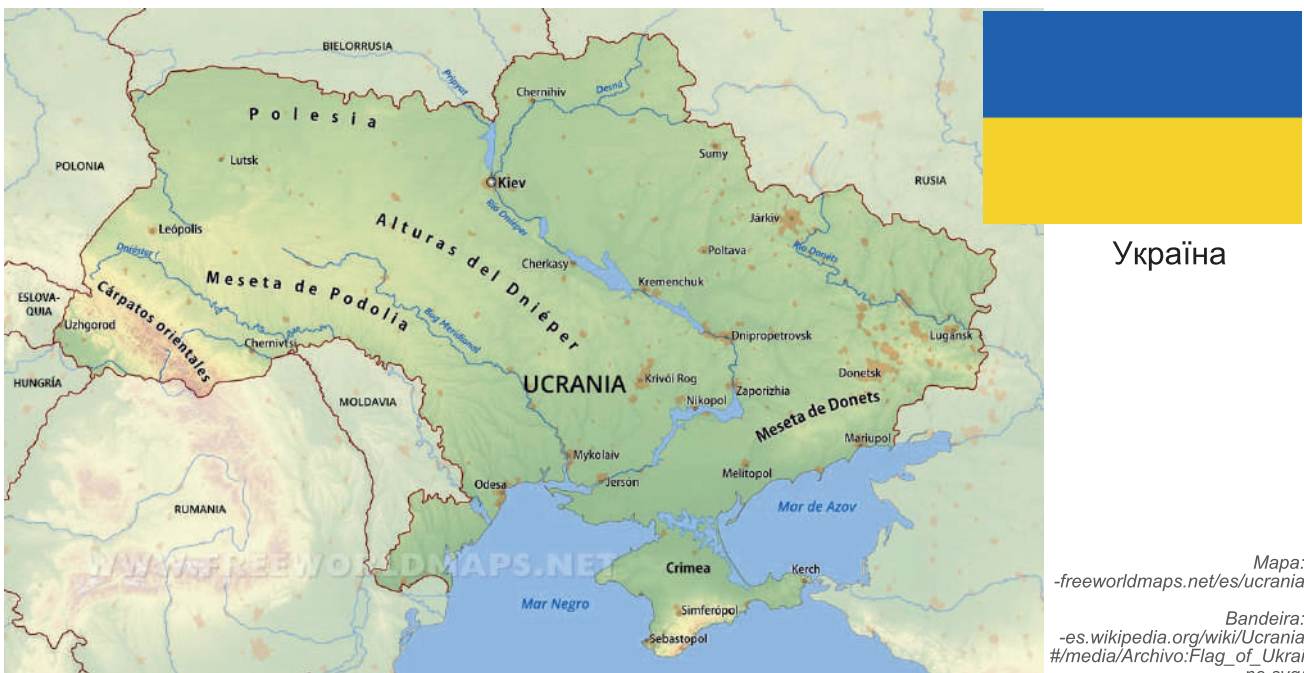 BIELORRUSIA
Pripyat
Chernihiv
Desná
Polesia
POLONIA
Lutsk
Sumy
RUSIA
Kiev
Río Dniéper
Járkiv
Leópolis
Alturas del Dniéper
Poltava
Río Donéts
Україна
Dniéster
Cherkasy
Kremenchuk
Meseta de Podolia
Cárpatos orientales
ESLOVA-
QUIA
Uzhgorod
Bug Meridional
Dnipropetrovsk
Lugánsk
Chernivtsi
HUNGRÍA
UCRANIA
Krivói Rog
Donetsk
Zaporizhia
Nikopol
MOLDAVIA
Meseta de Donets
Mariupol
Mykolaiv
Melitopol
Odesa
Jersón
RUMANIA
Mar de Azov
WWW.FREEWORLDMAPS.NET
Crimea
Kerch
Mar Negro
Simferópol
Sebastopol
Mapa:
-freeworldmaps.net/es/ucrania
Bandeira:
-es.wikipedia.org/wiki/Ucrania
#/media/Archivo:Flag_of_Ukrai